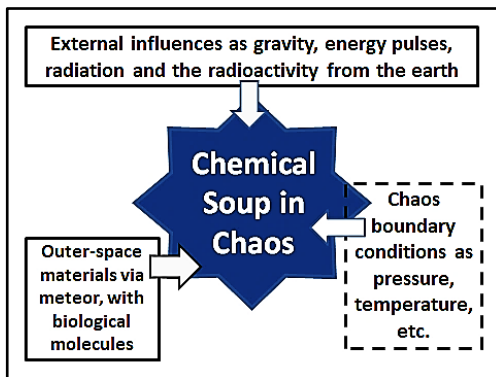 External influences as gravity, energy pulses,
radiation and the radioactivity from the earth
Chemical
Soup in
Chaos
Chaos
boundary
conditions as
pressure,
temperature,
etc.
Outer-space
materials via
meteor, with
biological
molecules